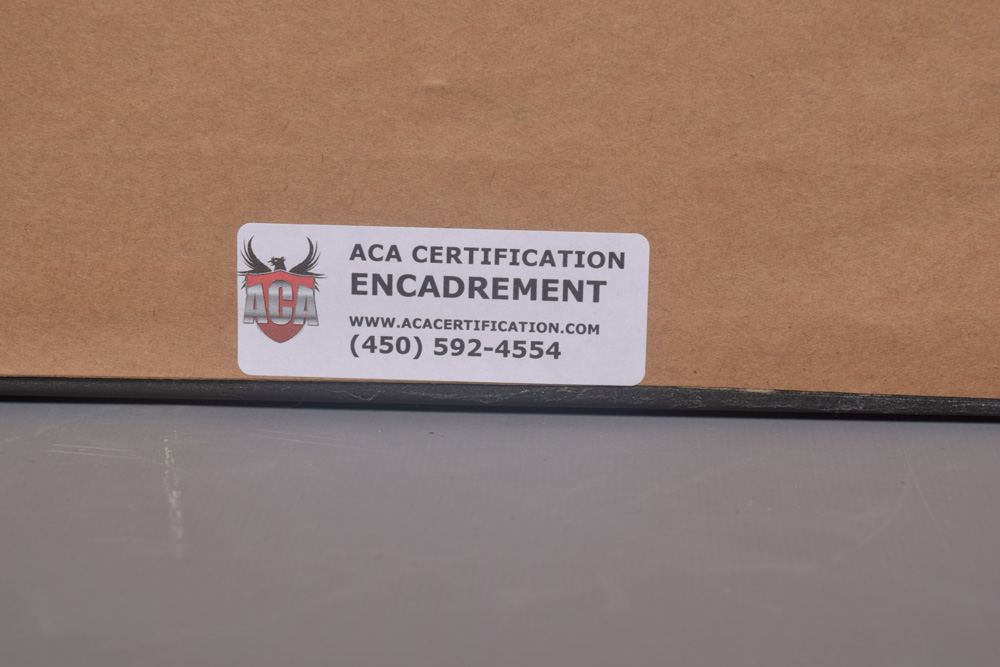 ACA
ACA CERTIFICATION
ENCADREMENT
WWW.ACACERTIFICATION.COM
(450) 592-4554